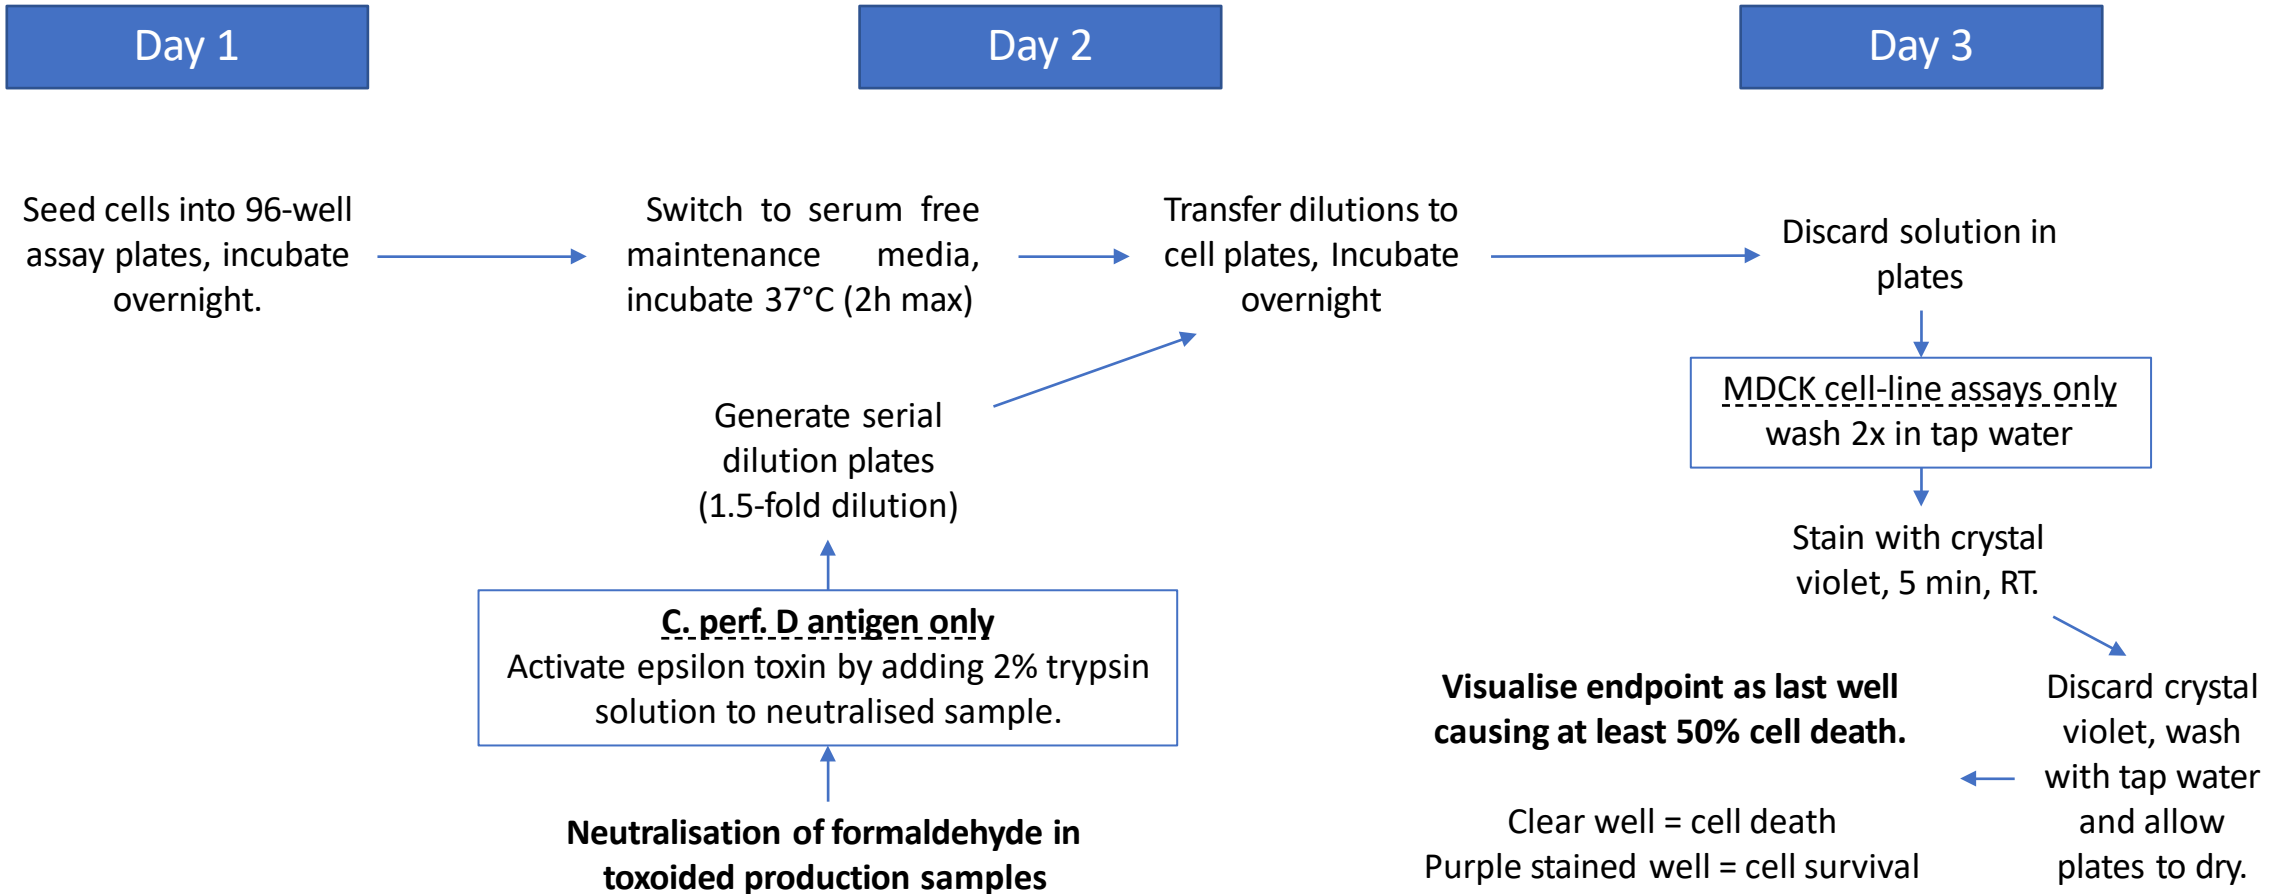 Day 1
Day 2
Day 3
Seed cells into 96-well
assay plates, incubate
overnight.
Switch to serum free
maintenance media,
incubate 37°C (2h max)
Transfer dilutions to
cell plates, Incubate
overnight
Discard solution in
plates
Generate serial
dilution plates
(1.5-fold dilution)
C. perf. D antigen only
Activate epsilon toxin by adding 2% trypsin
solution to neutralised sample.
Neutralisation of formaldehyde in
toxoided production samples
MDCK cell-line assays only
wash 2x in tap water
Stain with crystal
violet, 5 min, RT.
Discard crystal
violet, wash
with tap water
and allow
plates to dry.
Visualise endpoint as last well
causing at least 50% cell death.
Clear well = cell death
Purple stained well = cell survival